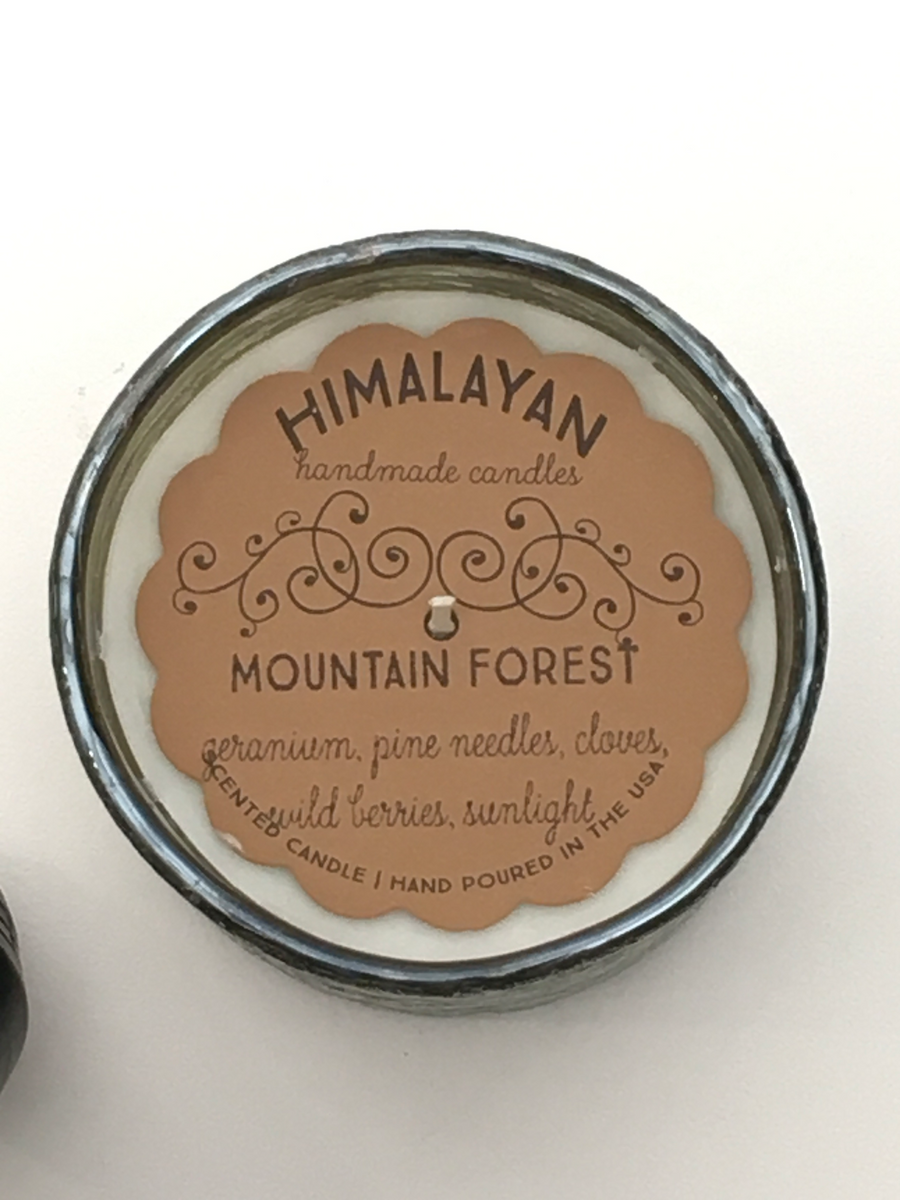 HIMALAYAN
handmade candles
MOUNTAIN FOREST
geranium, pine needles, cloves,
wild berries, sunlight
SCENTED CANDLE | HAND POURED IN THE USA